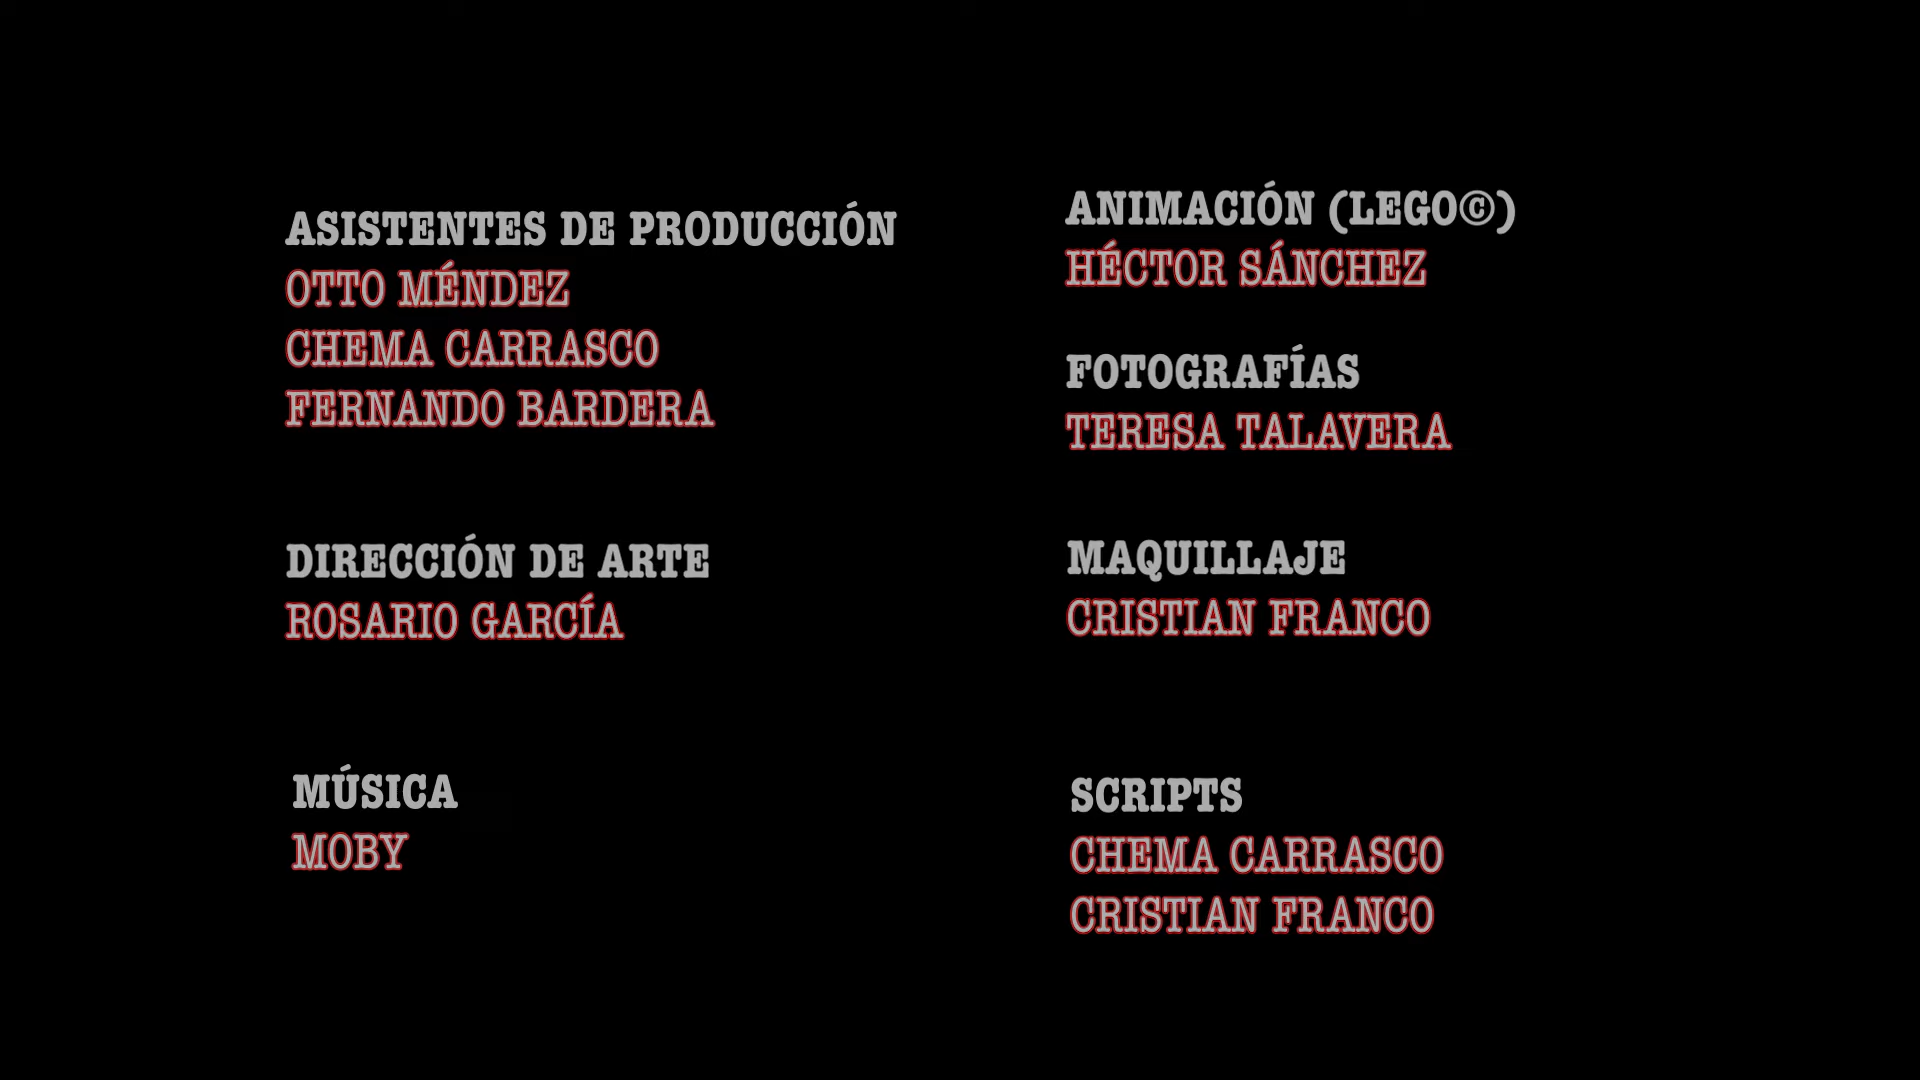 ASISTENTES DE PRODUCCIÓN
OTTO MÉNDEZ
CHEMA CARRASCO
FERNANDO BARDERA
DIRECCIÓN DE ARTE
ROSARIO GARCÍA
MÚSICA
MOBY
ANIMACIÓN (LEGO©)
HÉCTOR SÁNCHEZ
FOTOGRAFÍAS
TERESA TALAVERA
MAQUILLAJE
CRISTIAN FRANCO
SCRIPTS
CHEMA CARRASCO
CRISTIAN FRANCO